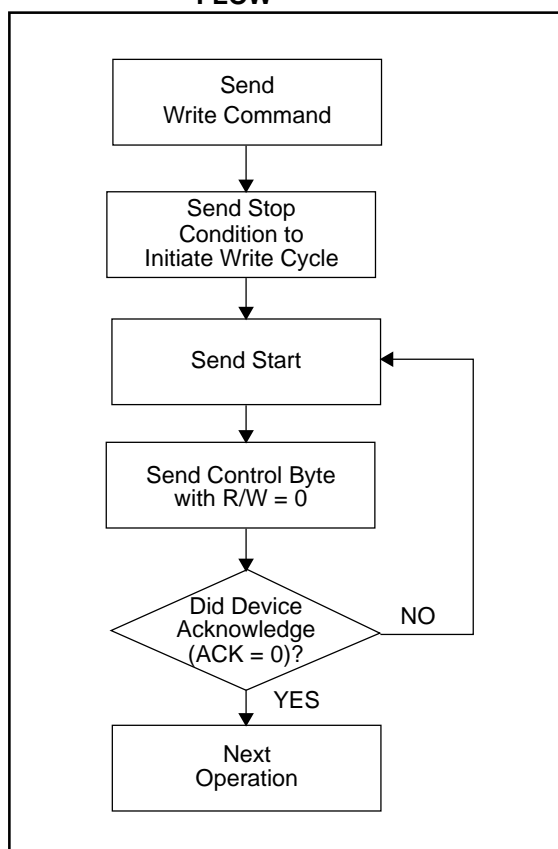 FLOW
Send
Write Command
Send Stop
Condition to
Initiate Write Cycle
Send Start
Send Control Byte
with R/W = 0
Did Device
Acknowledge
(ACK = 0)?
NO
YES
Next
Operation